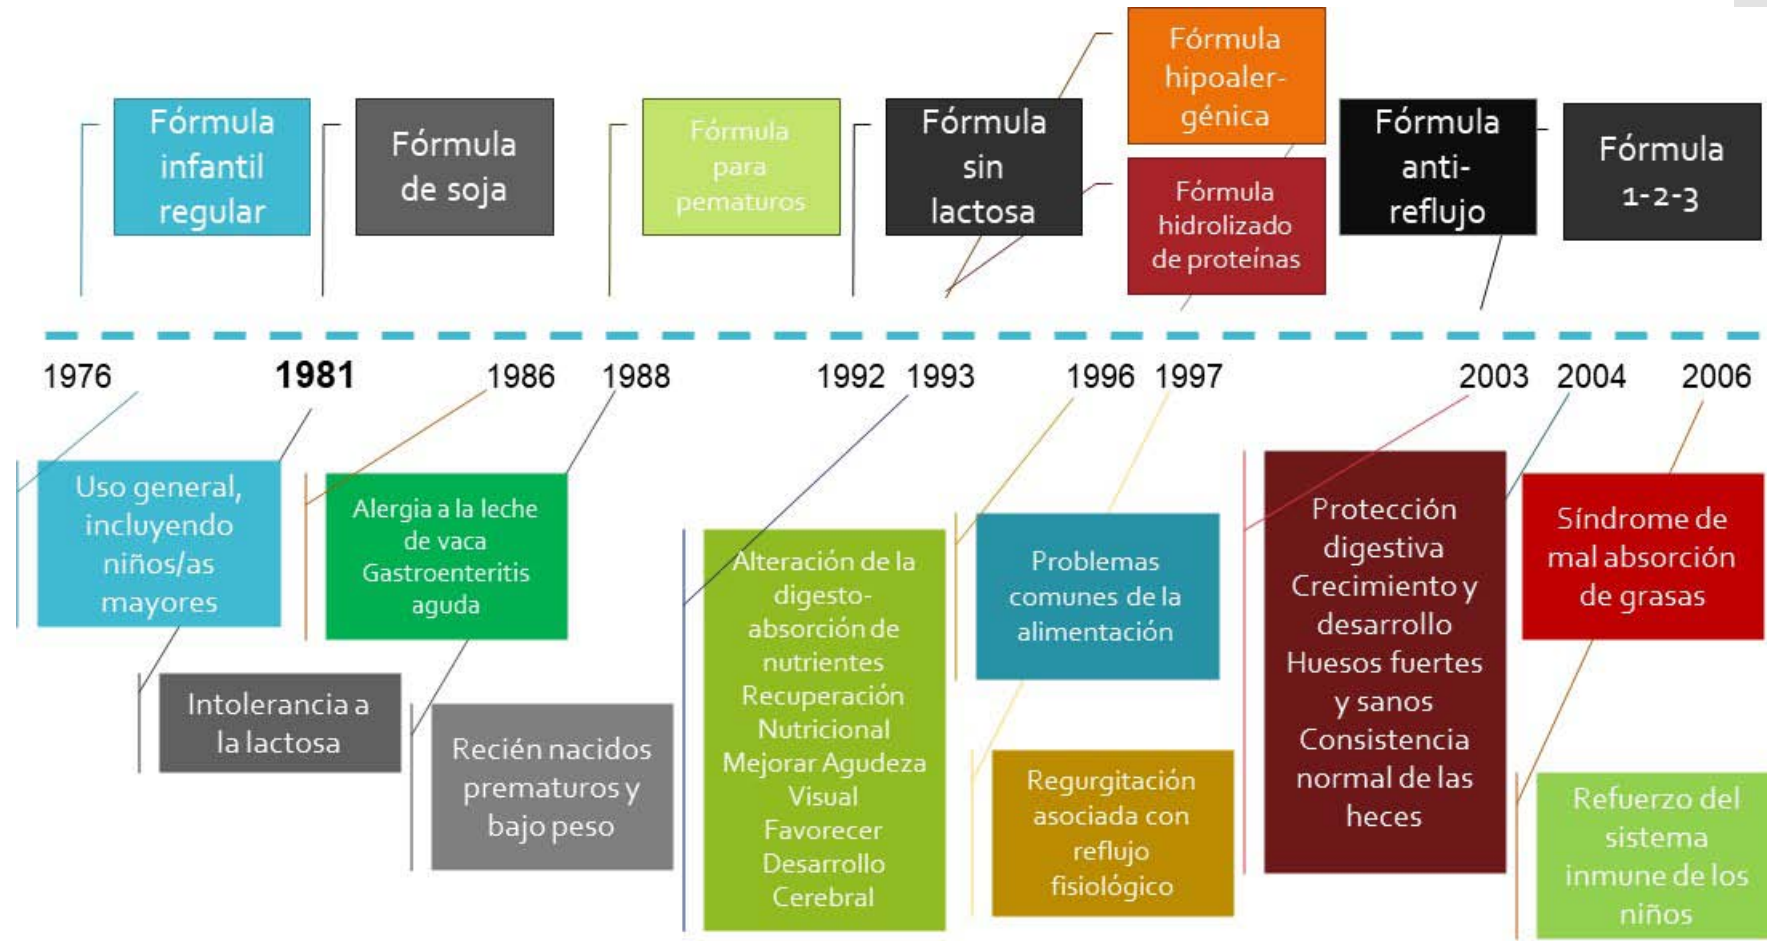 Fórmula
infantil
regular
Fórmula
de soja
Fórmula
para
pematuros
Fórmula
sin
lactosa
Fórmula
hipoaler-
génica
Fórmula
hidrolizado
de proteínas
Fórmula
anti-
reflujo
Fórmula
1-2-3
1976
1981
1986
1988
1992
1993
1996
1997
2003
2004
2006
Uso general,
incluyendo
niños/as
mayores
Intolerancia a
la lactosa
Alergia a la leche
de vaca
Gastroenteritis
aguda
Recién nacidos
prematuros y
bajo peso
Alteración de la
digesto-
absorción de
nutrientes
Recuperación
Nutricional
Mejorar Agudeza
Visual
Favorecer
Desarrollo
Cerebral
Problemas
comunes de la
alimentación
Regurgitación
asociada con
reflujo
fisiológico
Protección
digestiva
Crecimiento y
desarrollo
Huesos fuertes
y sanos
Consistencia
normal de las
heces
Síndrome de
mal absorción
de grasas
Refuerzo del
sistema
inmune de los
niños